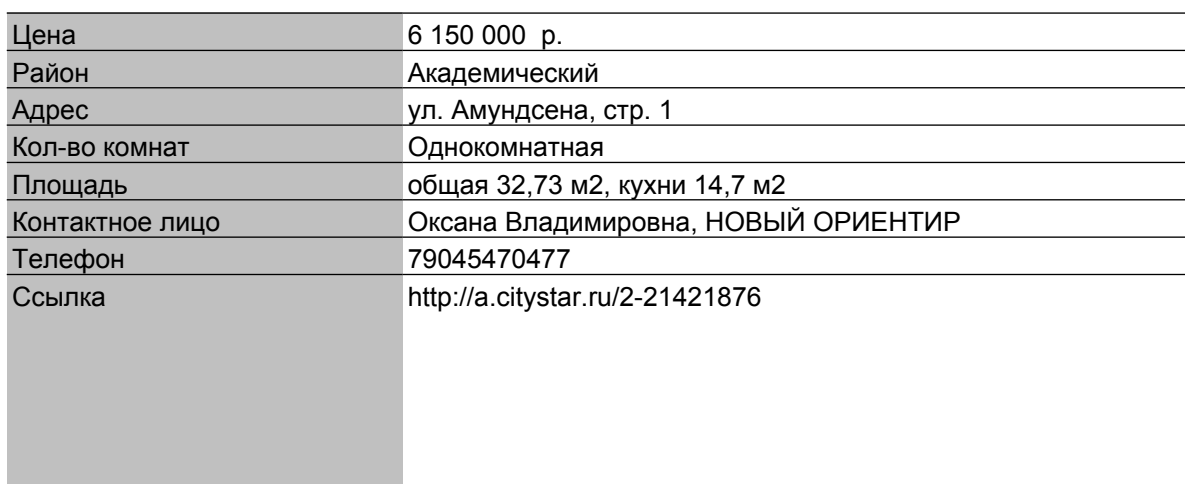 Цена 6 150 000 р.
Район Академический
Адрес ул. Амундсена, стр. 1
Кол-во комнат Однокомнатная
Площадь общая 32,73 м2, кухни 14,7 м2
Контактное лицо Оксана Владимировна, НОВЫЙ ОРИЕНТИР
Телефон 79045470477
Ссылка http://a.citystar.ru/2-21421876